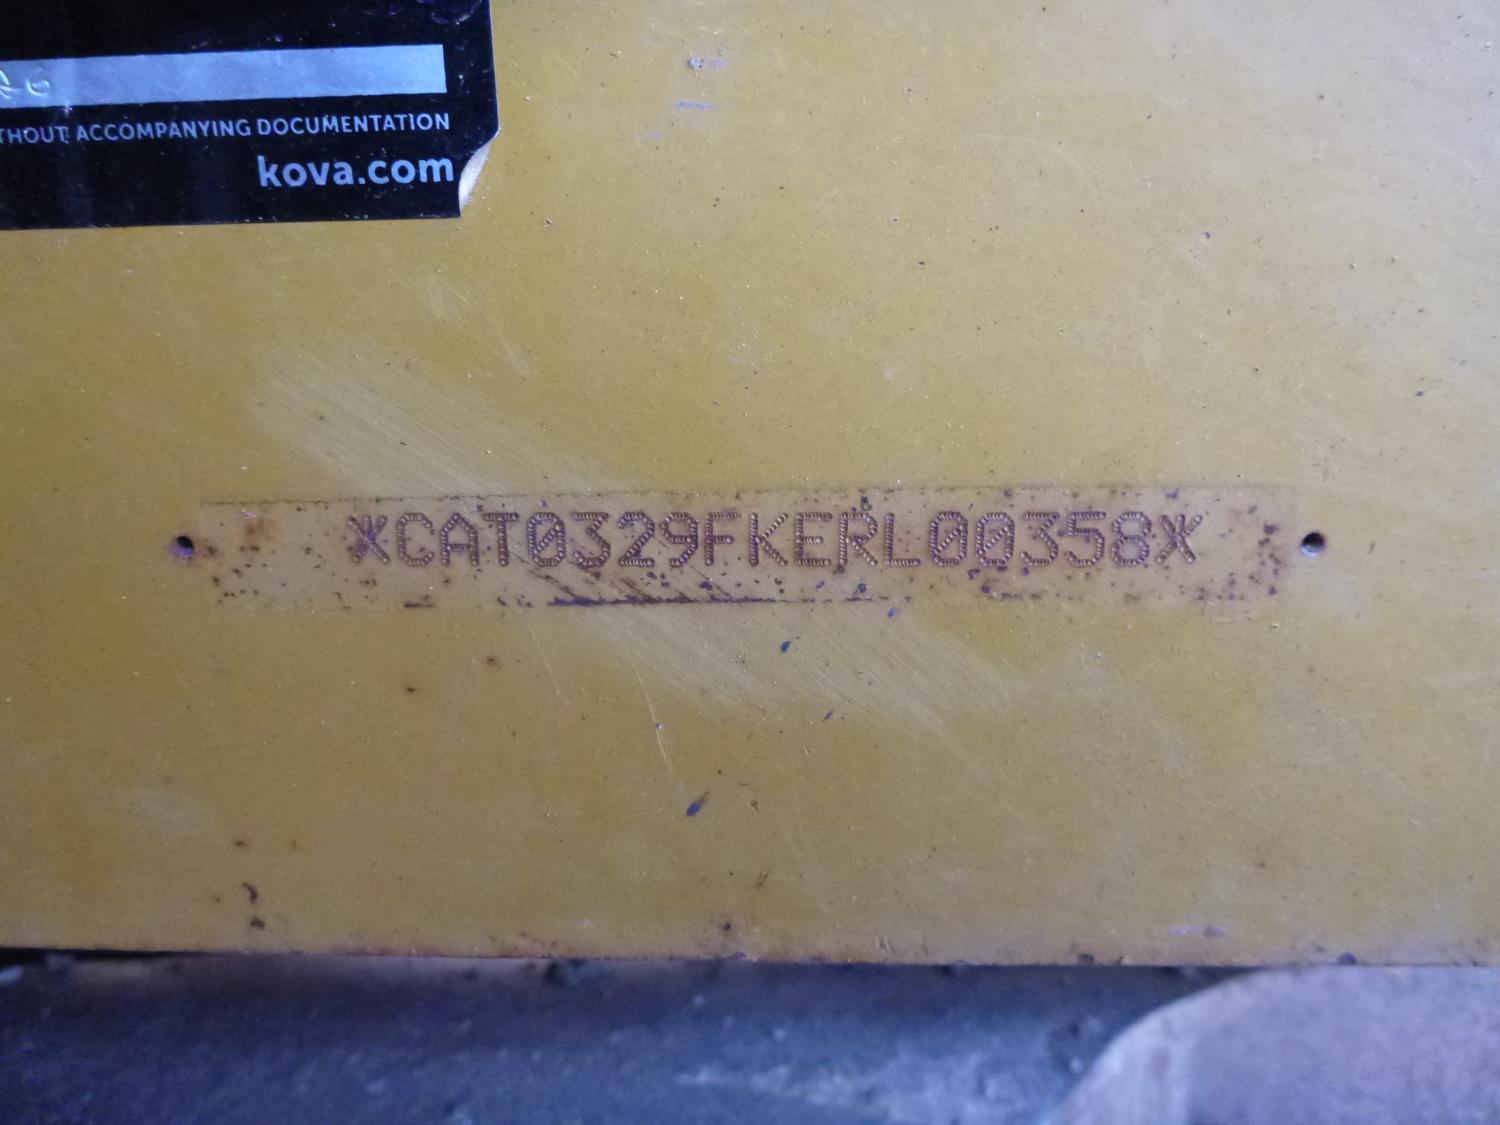 THOUT ACCOMPANYING DOCUMENTATION
kova.com
*CAT0329FKERL00358*